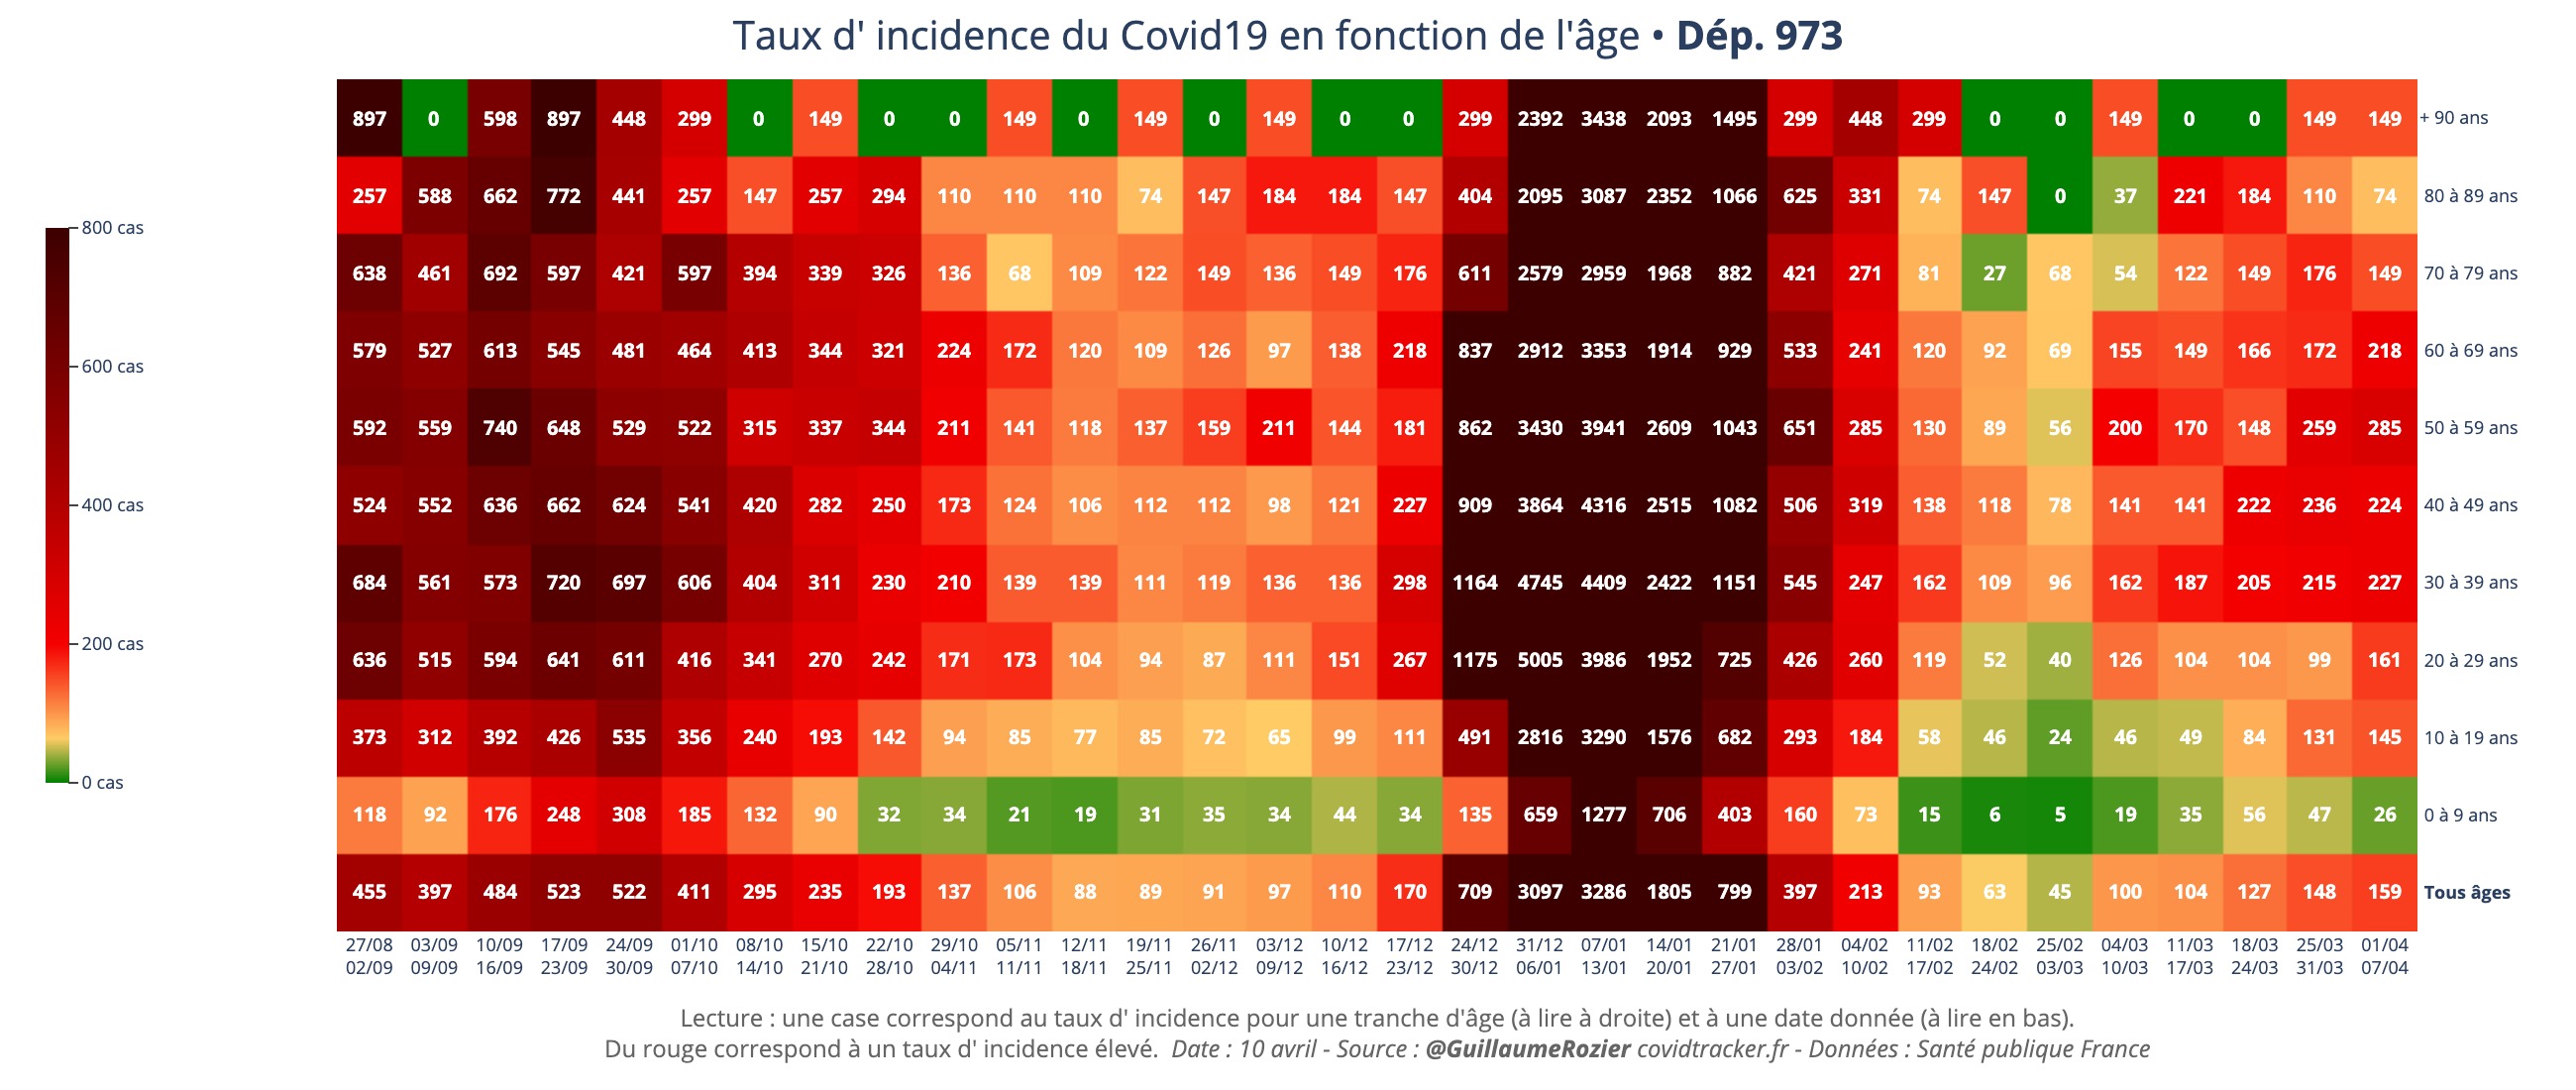 Taux d' incidence du Covid19 en fonction de l'âge • Dép. 973
897 0 598 897 448 299 0 149 0 0 149 0 149 0 149 0 0 299 2392 3438 2093 1495 299 448 299 0 0 149 0 0 149 149 + 90 ans
257 588 662 772 441 257 147 257 294 110 110 110 74 147 184 184 147 404 2095 3087 2352 1066 625 331 74 147 0 37 221 184 110 74 80 à 89 ans
638 461 692 597 421 597 394 339 326 136 68 109 122 149 136 149 176 611 2579 2959 1968 882 421 271 81 27 68 54 122 149 176 149 70 à 79 ans
579 527 613 545 481 464 413 344 321 224 172 120 109 126 97 138 218 837 2912 3353 1914 929 533 241 120 92 69 155 149 166 172 218 60 à 69 ans
592 559 740 648 529 522 315 337 344 211 141 118 137 159 211 144 181 862 3430 3941 2609 1043 651 285 130 89 56 200 170 148 259 285 50 à 59 ans
524 552 636 662 624 541 420 282 250 173 124 106 112 112 98 121 227 909 3864 4316 2515 1082 506 319 138 118 78 141 141 222 236 224 40 à 49 ans
684 561 573 720 697 606 404 311 230 210 139 139 111 119 136 136 298 1164 4745 4409 2422 1151 545 247 162 109 96 162 187 205 215 227 30 à 39 ans
636 515 594 641 611 416 341 270 242 171 173 104 94 87 111 151 267 1175 5005 3986 1952 725 426 260 119 52 40 126 104 104 99 161 20 à 29 ans
373 312 392 426 535 356 240 193 142 94 85 77 85 72 65 99 111 491 2816 3290 1576 682 293 184 58 46 24 46 49 84 131 145 10 à 19 ans
118 92 176 248 308 185 132 90 32 34 21 19 31 35 34 44 34 135 659 1277 706 403 160 73 15 6 5 19 35 56 47 26 0 à 9 ans
455 397 484 523 522 411 295 235 193 137 106 88 89 91 97 110 170 709 3097 3286 1805 799 397 213 93 63 45 100 104 127 148 159 Tous âges
27/08 03/09 10/09 17/09 24/09 01/10 08/10 15/10 22/10 29/10 05/11 12/11 19/11 26/11 03/12 10/12 17/12 24/12 31/12 07/01 14/01 21/01 28/01 04/02 11/02 18/02 25/02 04/03 11/03 18/03 25/03 01/04
02/09 09/09 16/09 23/09 30/09 07/10 14/10 21/10 28/10 04/11 11/11 18/11 25/11 02/12 09/12 16/12 23/12 30/12 06/01 13/01 20/01 27/01 03/02 10/02 17/02 24/02 03/03 10/03 17/03 24/03 31/03 07/04
800 cas
600 cas
400 cas
200 cas
0 cas
Lecture : une case correspond au taux d' incidence pour une tranche d'âge (à lire à droite) et à une date donnée (à lire en bas).
Du rouge correspond à un taux d' incidence élevé. Date : 10 avril - Source : @GuillaumeRozier covidtracker.fr - Données : Santé publique France